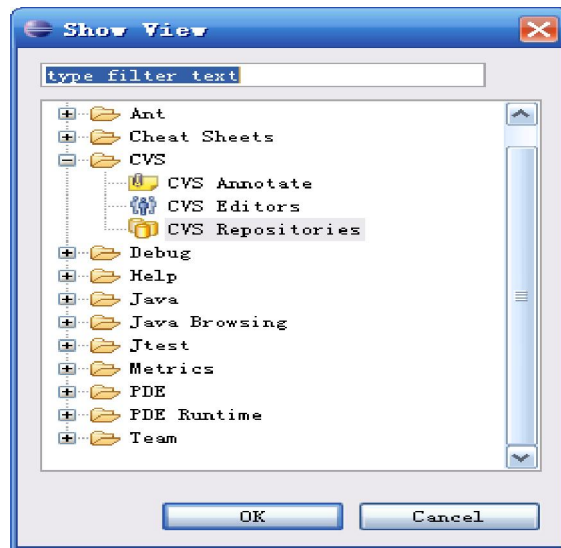 Show View
type filter text
Ant
Cheat Sheets
CVS
CVS Annotate
CVS Editors
CVS Repositories
Debug
Help
Java
Java Browsing
Jtest
Metrics
PDE
PDE Runtime
Team
OK
Cancel